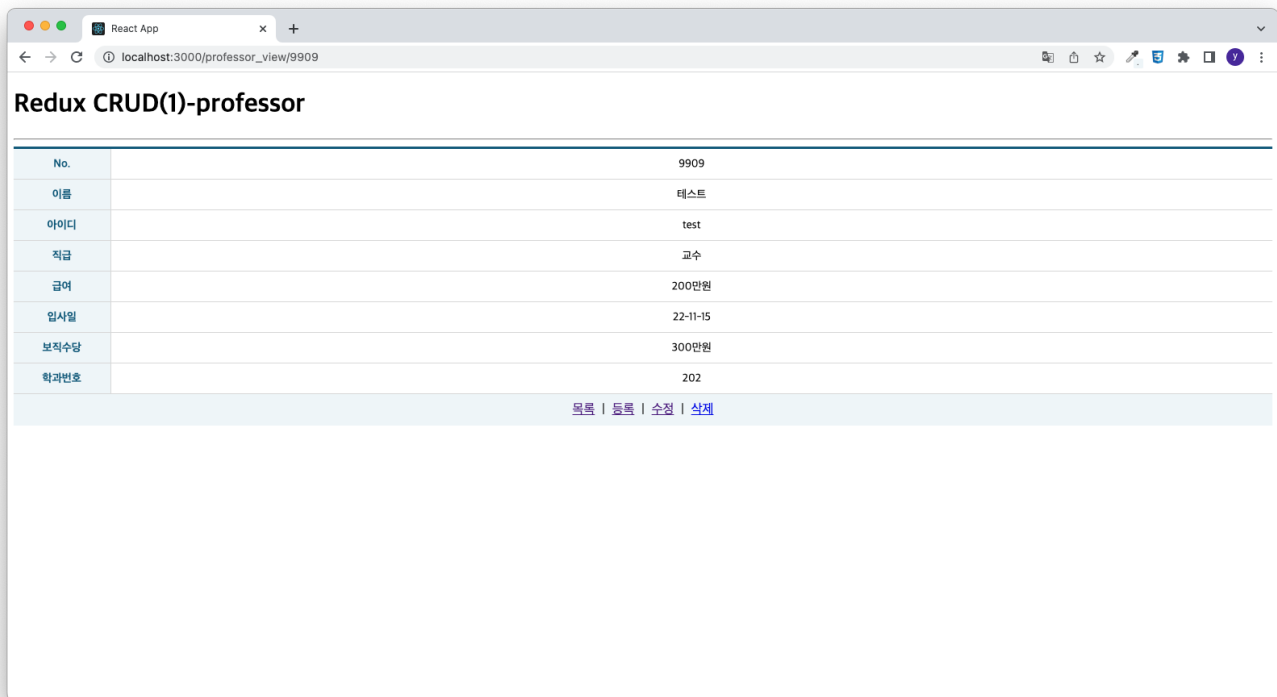 React App
localhost:3000/professor_view/9909
y
Redux CRUD(1)-professor
No. 9909
이름 테스트
아이디 test
직급 교수
급여 200만원
입사일 22-11-15
보직수당 300만원
학과번호 202
목록 | 등록 | 수정 | 삭제